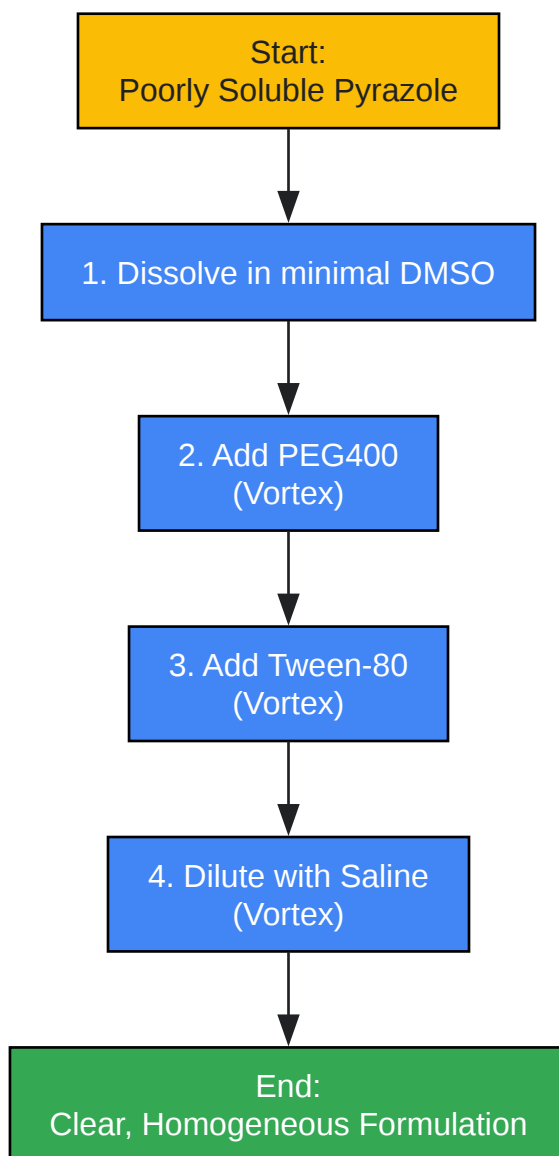 Start:
Poorly Soluble Pyrazole
1. Dissolve in minimal DMSO
2. Add PEG400
(Vortex)
3. Add Tween-80
(Vortex)
4. Dilute with Saline
(Vortex)
End:
Clear, Homogeneous Formulation